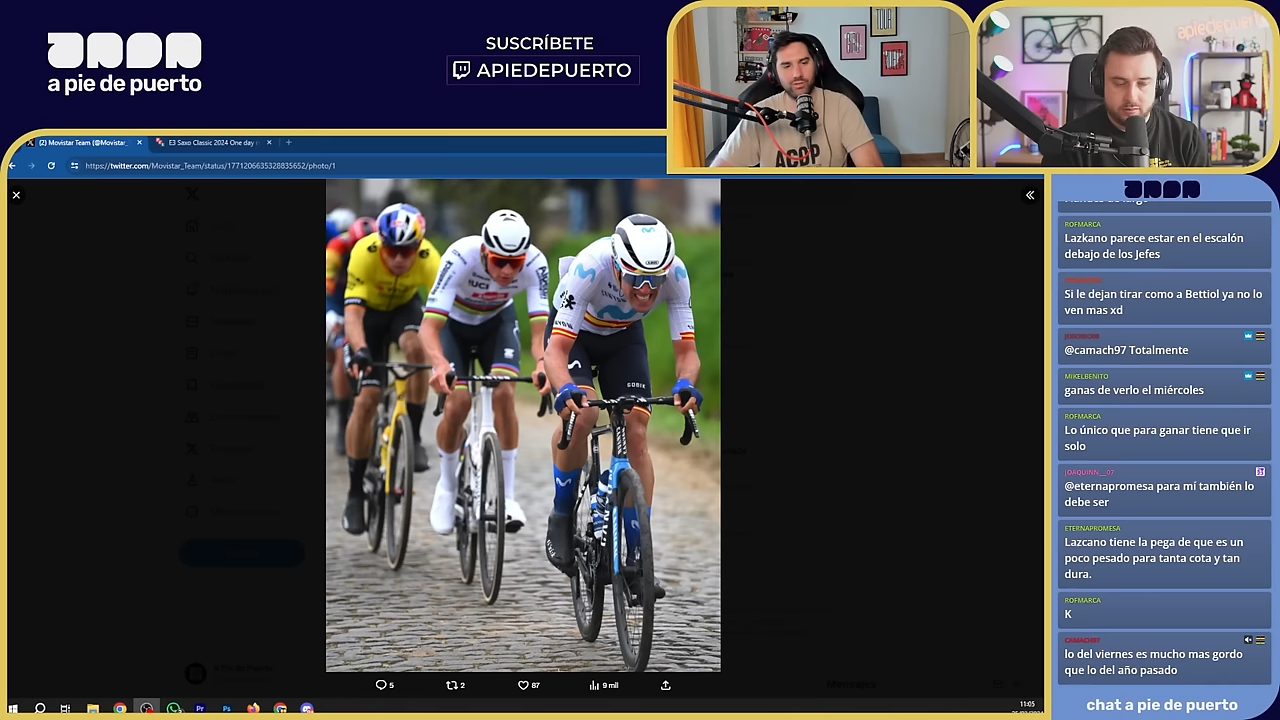 a pie de puerto
SUSCRÍBETE
APIEDEPUERTO
(2) Movistar Team (@Movistar_
E3 Saxo Classic 2024 One day
https://twitter.com/Movistar_Team/status/1771206635328835652/photo/1
5
2
87
9 mil
11:05
ROFMARCA
Lazkano parece estar en el escalón
debajo de los Jefes
Si le dejan tirar como a Bettiol ya no lo
ven mas xd
@camach97 Totalmente
MIKELBENITO
ganas de verlo el miércoles
ROFMARCA
Lo único que para ganar tiene que ir
solo
JOAQUINN__07
@eternapromesa para mí también lo
debe ser
ETERNAPROMESA
Lazcano tiene la pega de que es un
poco pesado para tanta cota y tan
dura.
ROFMARCA
K
CAMACH97
lo del viernes es mucho mas gordo
que lo del año pasado
chat a pie de puerto